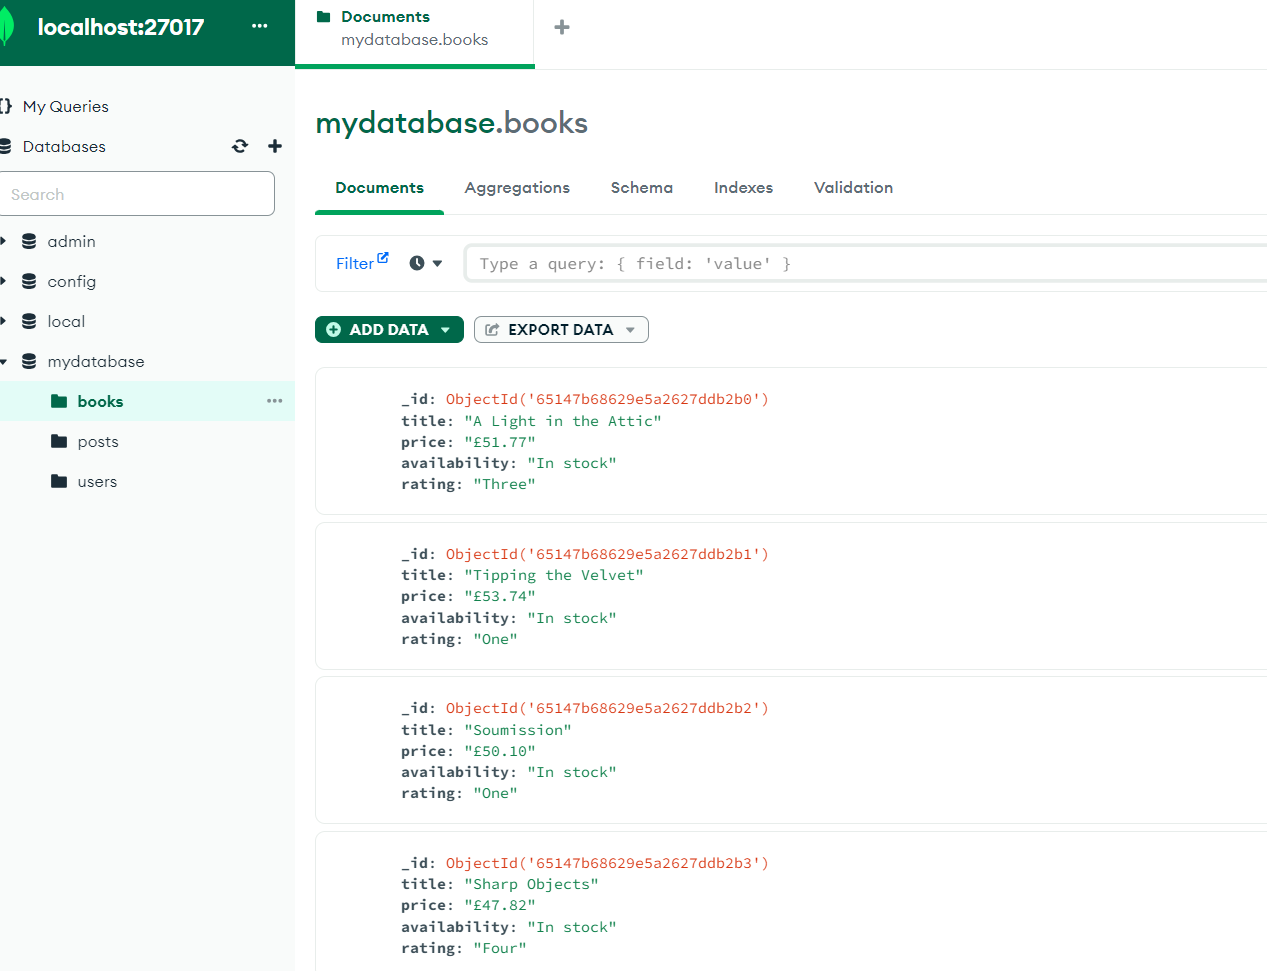 localhost:27017
Documents
mydatabase.books
My Queries
Databases
Search
admin
config
local
mydatabase
books
posts
users
mydatabase.books
Documents
Aggregations
Schema
Indexes
Validation
Filter
Type a query: { field: 'value' }
ADD DATA
EXPORT DATA
_id: ObjectId('65147b68629e5a2627ddb2b0')
title: "A Light in the Attic"
price: "£51.77"
availability: "In stock"
rating: "Three"
_id: ObjectId('65147b68629e5a2627ddb2b1')
title: "Tipping the Velvet"
price: "£53.74"
availability: "In stock"
rating: "One"
_id: ObjectId('65147b68629e5a2627ddb2b2')
title: "Soumission"
price: "£50.10"
availability: "In stock"
rating: "One"
_id: ObjectId('65147b68629e5a2627ddb2b3')
title: "Sharp Objects"
price: "£47.82"
availability: "In stock"
rating: "Four"